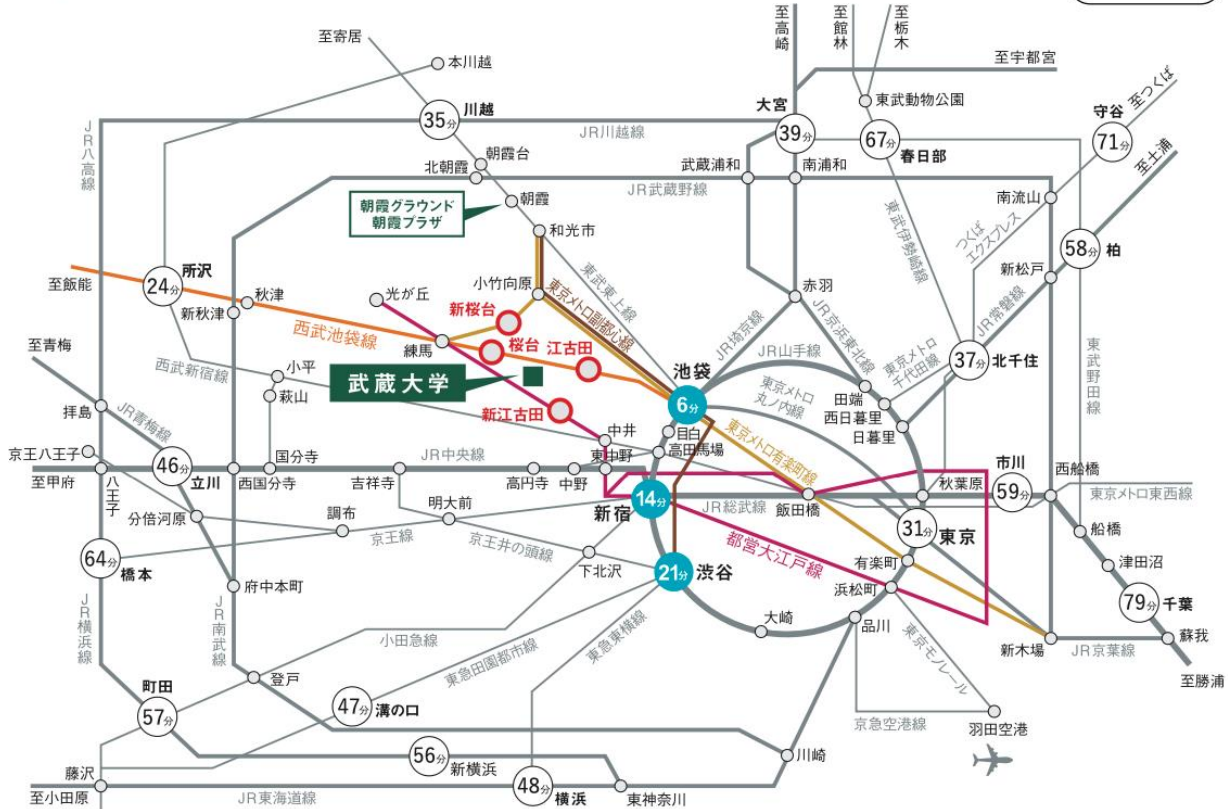 至寄居
本川越
至高崎
至館林
至栃木
至宇都宮
東武動物公園
大宮
39分
67分
春日部
守谷
至つくば
71分
至土浦
35分
川越
JR川越線
JR八高線
朝霞台
北朝霞
武蔵浦和
南浦和
JR武蔵野線
朝霞
朝霞グラウンド
朝霞プラザ
和光市
南流山
つくば
エクスプレス
東武伊勢崎線
58分
柏
新松戸
JR常磐線
所沢
24分
至飯能
秋津
新秋津
光が丘
小竹向原
東武東上線
東京メトロ副都心線
赤羽
JR埼京線
JR京浜東北線
新桜台
西武池袋線
練馬
桜台
江古田
武蔵大学
新江古田
池袋
6分
JR山手線
東京メトロ
丸ノ内線
東京メトロ
千代田線
37分
北千住
東武野田線
至青梅
西武新宿線
小平
萩山
拝島
JR青梅線
田端
西日暮里
日暮里
中井
目白
高田馬場
東京メトロ有楽町線
京王八王子
46分
立川
国分寺
JR中央線
東中野
市川
西船橋
至甲府
八王子
西国分寺
吉祥寺
高円寺
中野
14分
新宿
JR総武線
飯田橋
秋葉原
59分
東京メトロ東西線
分倍河原
調布
明大前
京王線
京王井の頭線
31分
東京
船橋
64分
橋本
下北沢
21分
渋谷
都営大江戸線
有楽町
浜松町
津田沼
府中本町
79分
千葉
JR横浜線
JR南武線
小田急線
東急東横線
大崎
品川
東京モノレール
新木場
JR京葉線
蘇我
至勝浦
登戸
東急田園都市線
町田
57分
47分
溝の口
京急空港線
羽田空港
56分
新横浜
川崎
藤沢
至小田原
JR東海道線
48分
横浜
東神奈川